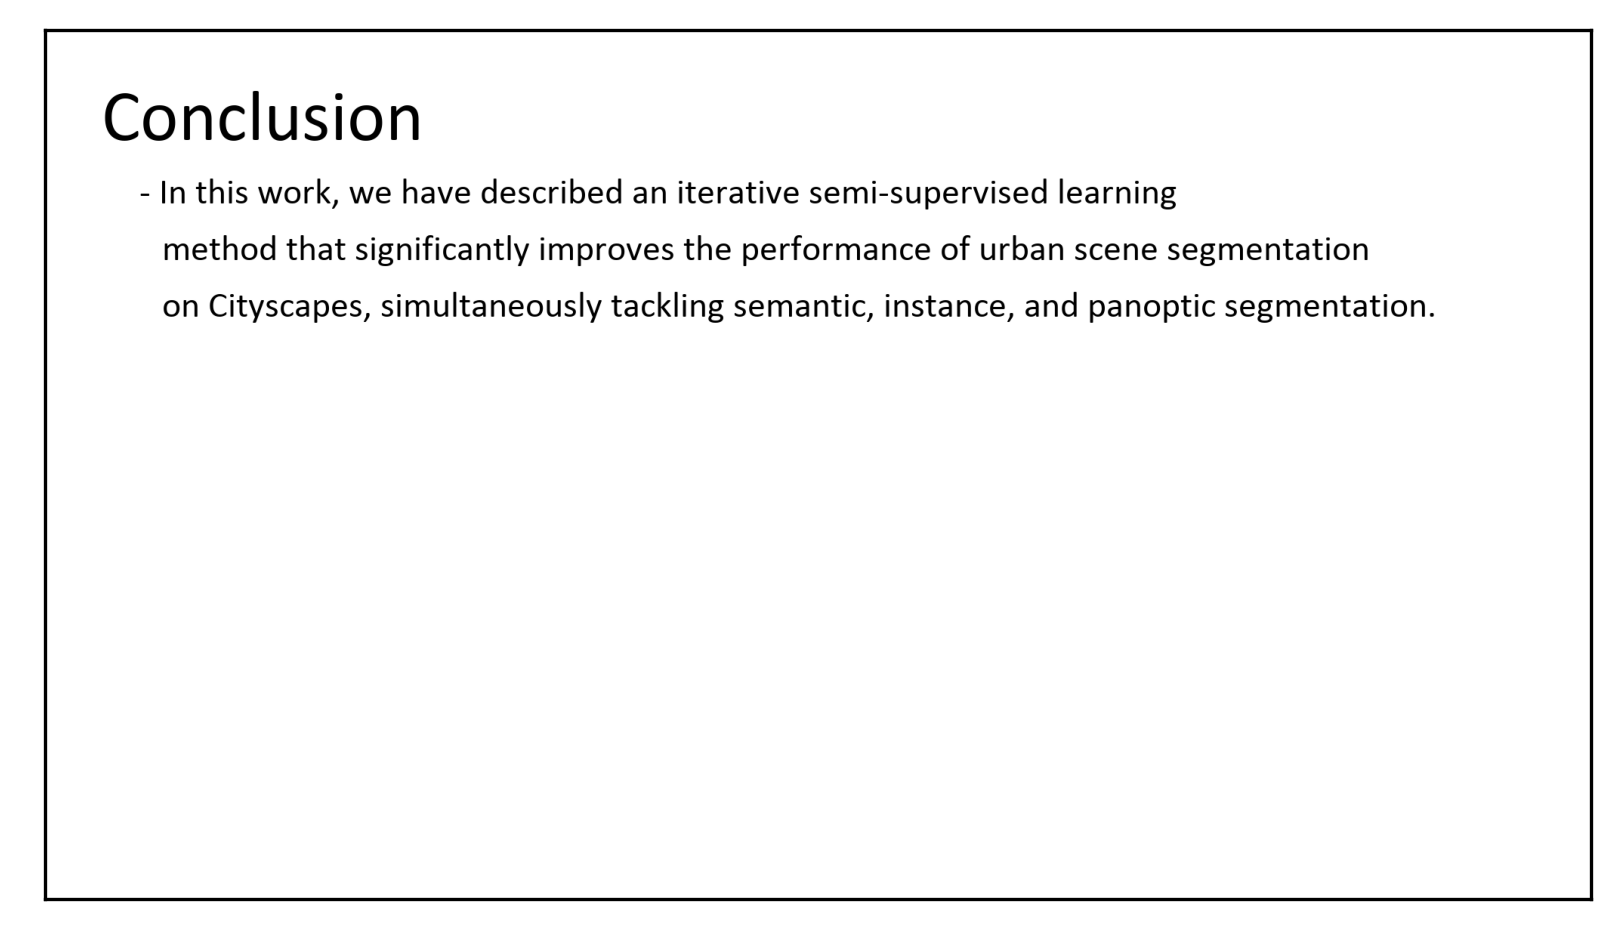 Conclusion
- In this work, we have described an iterative semi-supervised learning
method that significantly improves the performance of urban scene segmentation
on Cityscapes, simultaneously tackling semantic, instance, and panoptic segmentation.